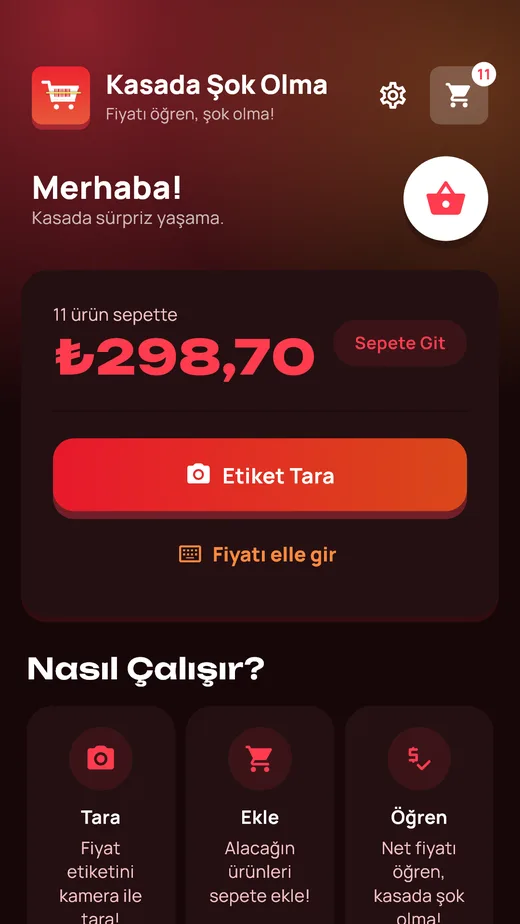 Kasada Şok Olma
Fiyatı öğren, şok olma!
11
Merhaba!
Kasada sürpriz yaşama.
11 ürün sepette
₺298,70
Sepete Git
Etiket Tara
Fiyatı elle gir
Nasıl Çalışır?
Tara
Fiyat
etiketini
kamera ile
tara!
Ekle
Alacağın
ürünleri
sepete ekle!
Öğren
Net fiyatı
öğren,
kasada şok
olma!